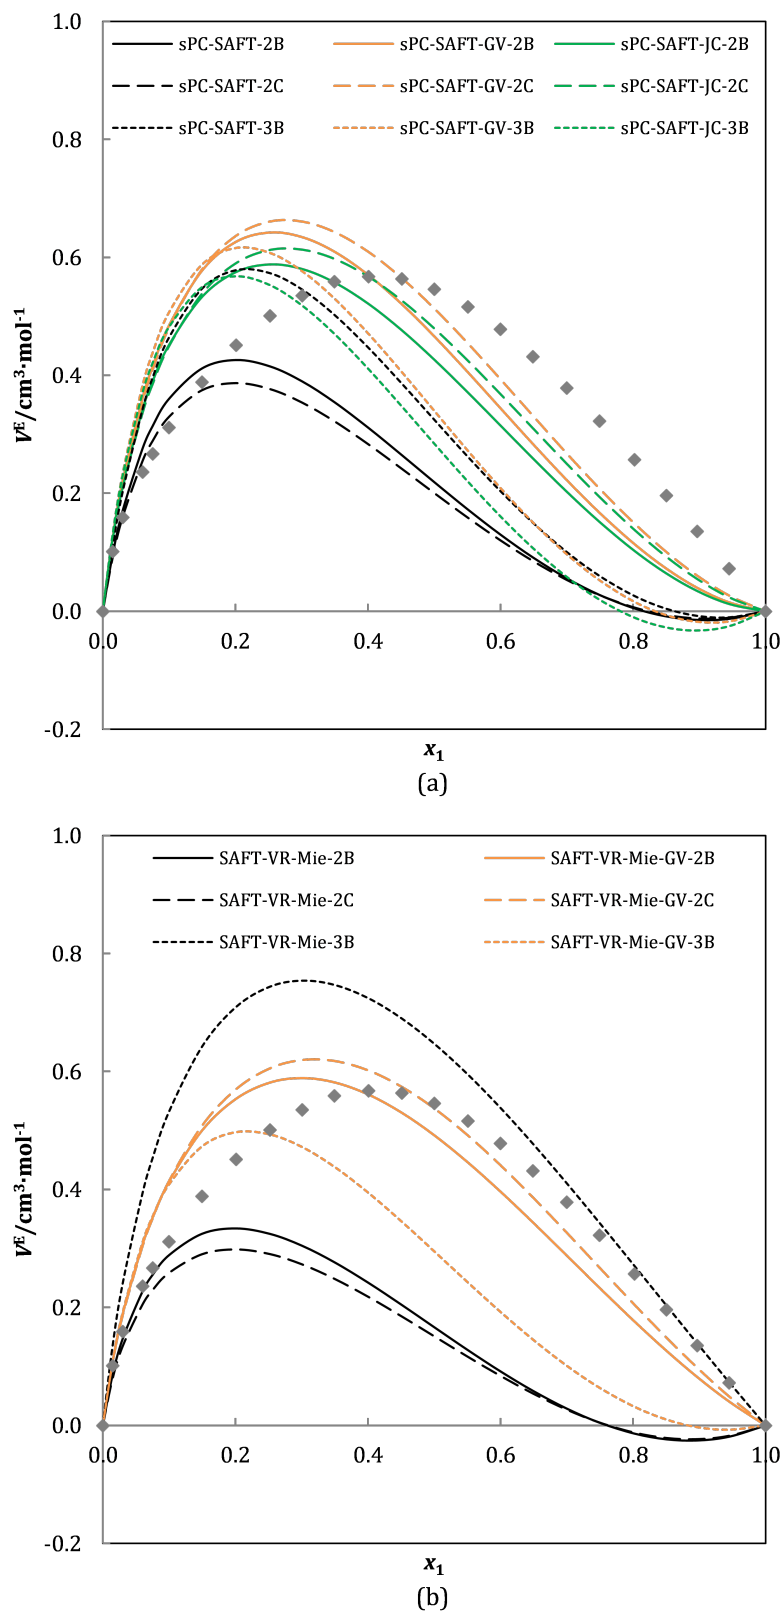 1.0
sPC-SAFT-2B sPC-SAFT-GV-2B sPC-SAFT-JC-2B
sPC-SAFT-2C sPC-SAFT-GV-2C sPC-SAFT-JC-2C
sPC-SAFT-3B sPC-SAFT-GV-3B sPC-SAFT-JC-3B
0.8
0.6
0.4
0.2
0.0
-0.2
Vᴱ/cm³·mol⁻¹
0.0 0.2 0.4 0.6 0.8 1.0
x₁
(a)
1.0
SAFT-VR-Mie-2B SAFT-VR-Mie-GV-2B
SAFT-VR-Mie-2C SAFT-VR-Mie-GV-2C
SAFT-VR-Mie-3B SAFT-VR-Mie-GV-3B
0.8
0.6
0.4
0.2
0.0
-0.2
Vᴱ/cm³·mol⁻¹
0.0 0.2 0.4 0.6 0.8 1.0
x₁
(b)